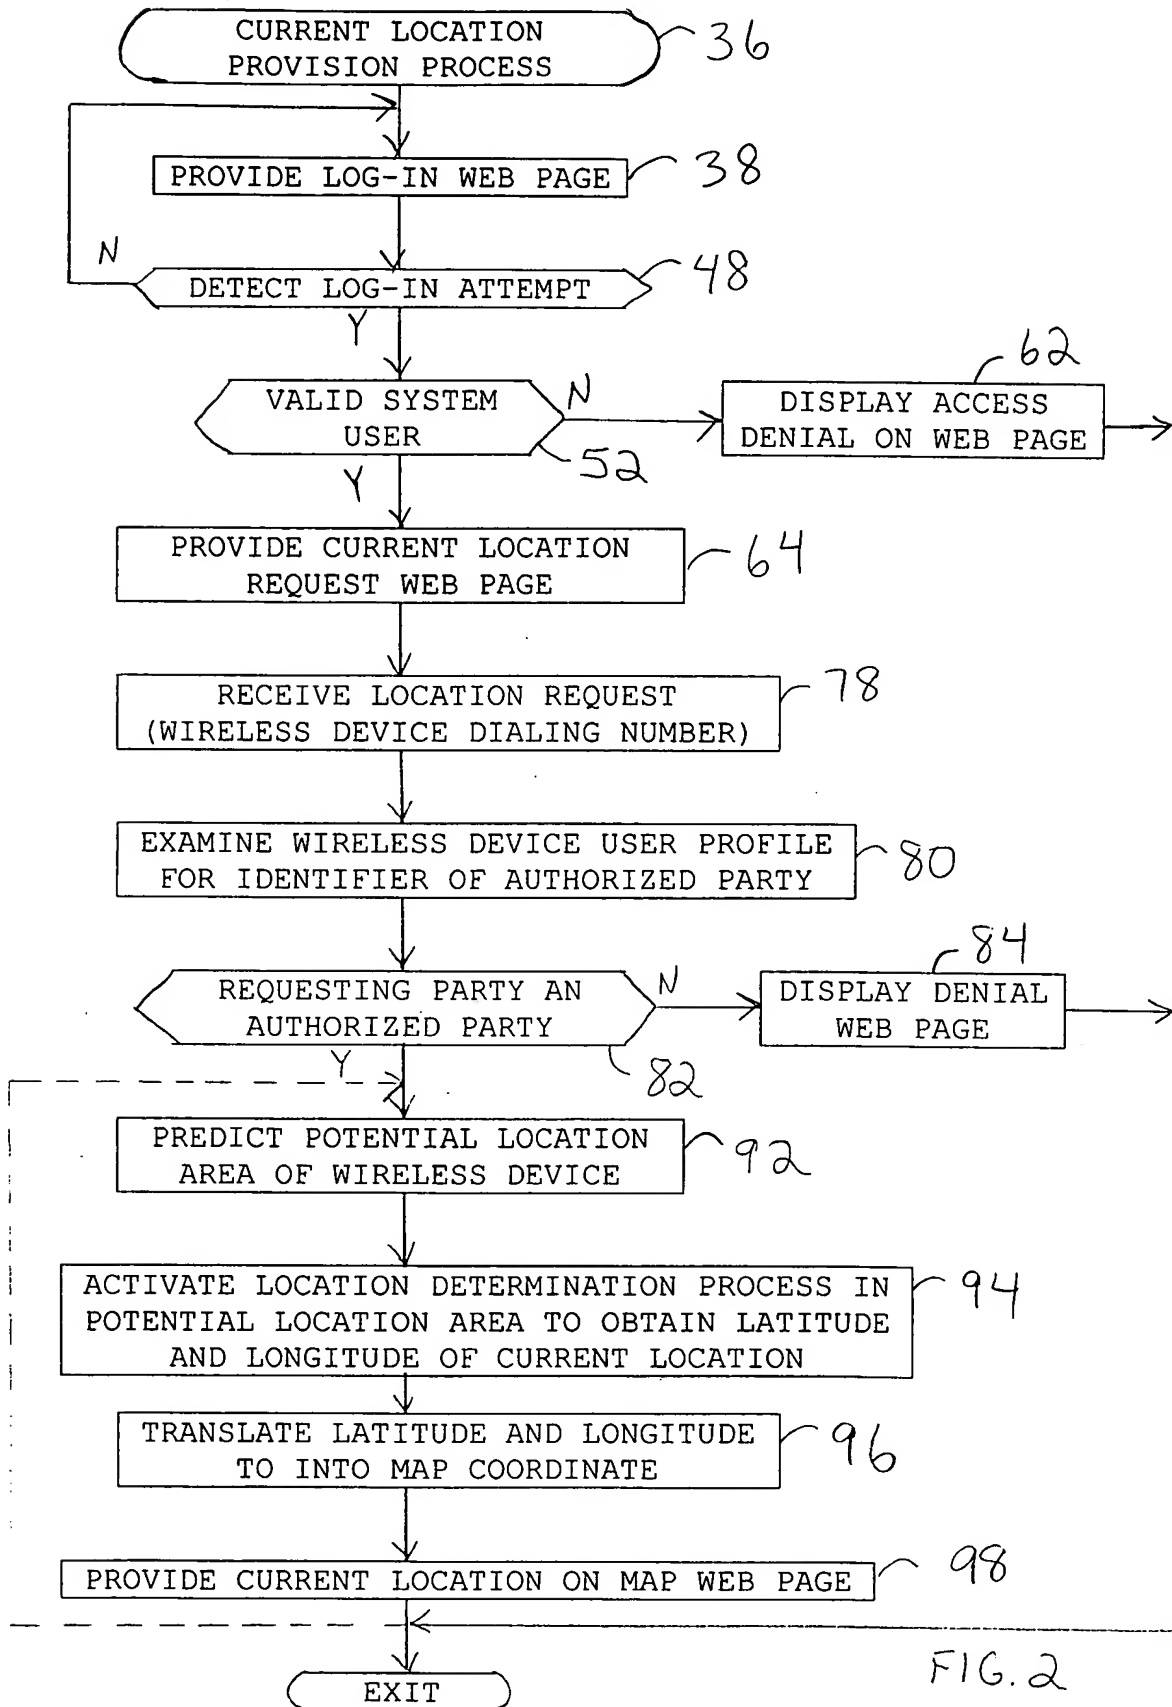 CURRENT LOCATION
PROVISION PROCESS
36
PROVIDE LOG-IN WEB PAGE
38
N
DETECT LOG-IN ATTEMPT
48
Y
VALID SYSTEM
USER
52
N
DISPLAY ACCESS
DENIAL ON WEB PAGE
62
Y
PROVIDE CURRENT LOCATION
REQUEST WEB PAGE
64
RECEIVE LOCATION REQUEST
(WIRELESS DEVICE DIALING NUMBER)
78
EXAMINE WIRELESS DEVICE USER PROFILE
FOR IDENTIFIER OF AUTHORIZED PARTY
80
REQUESTING PARTY AN
AUTHORIZED PARTY
82
N
DISPLAY DENIAL
WEB PAGE
84
Y
PREDICT POTENTIAL LOCATION
AREA OF WIRELESS DEVICE
92
ACTIVATE LOCATION DETERMINATION PROCESS IN
POTENTIAL LOCATION AREA TO OBTAIN LATITUDE
AND LONGITUDE OF CURRENT LOCATION
94
TRANSLATE LATITUDE AND LONGITUDE
TO INTO MAP COORDINATE
96
PROVIDE CURRENT LOCATION ON MAP WEB PAGE
98
EXIT
FIG. 2